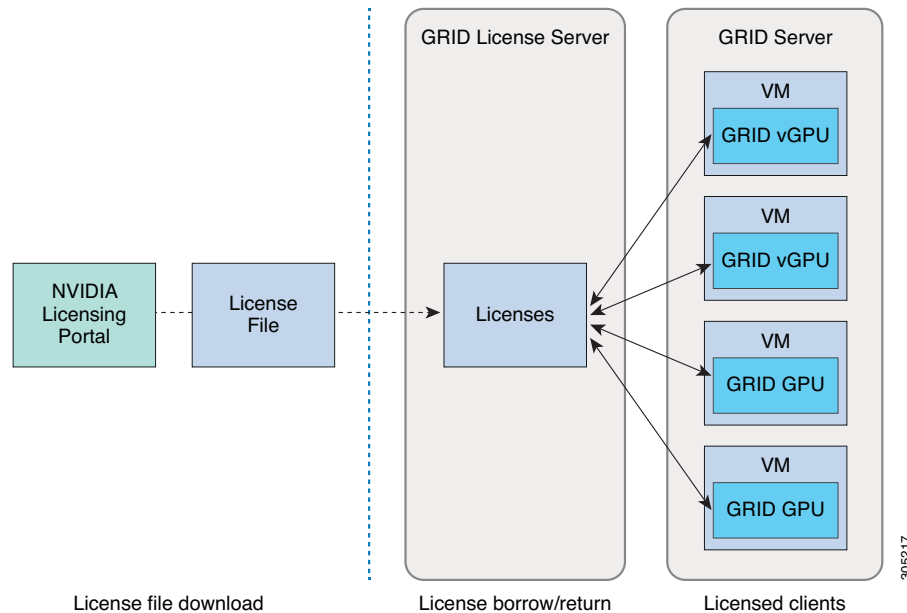 GRID License Server
GRID Server
VM
GRID vGPU
VM
GRID vGPU
NVIDIA
Licensing
Portal
License
File
Licenses
VM
GRID GPU
VM
GRID GPU
305217
License file download
License borrow/return
Licensed clients